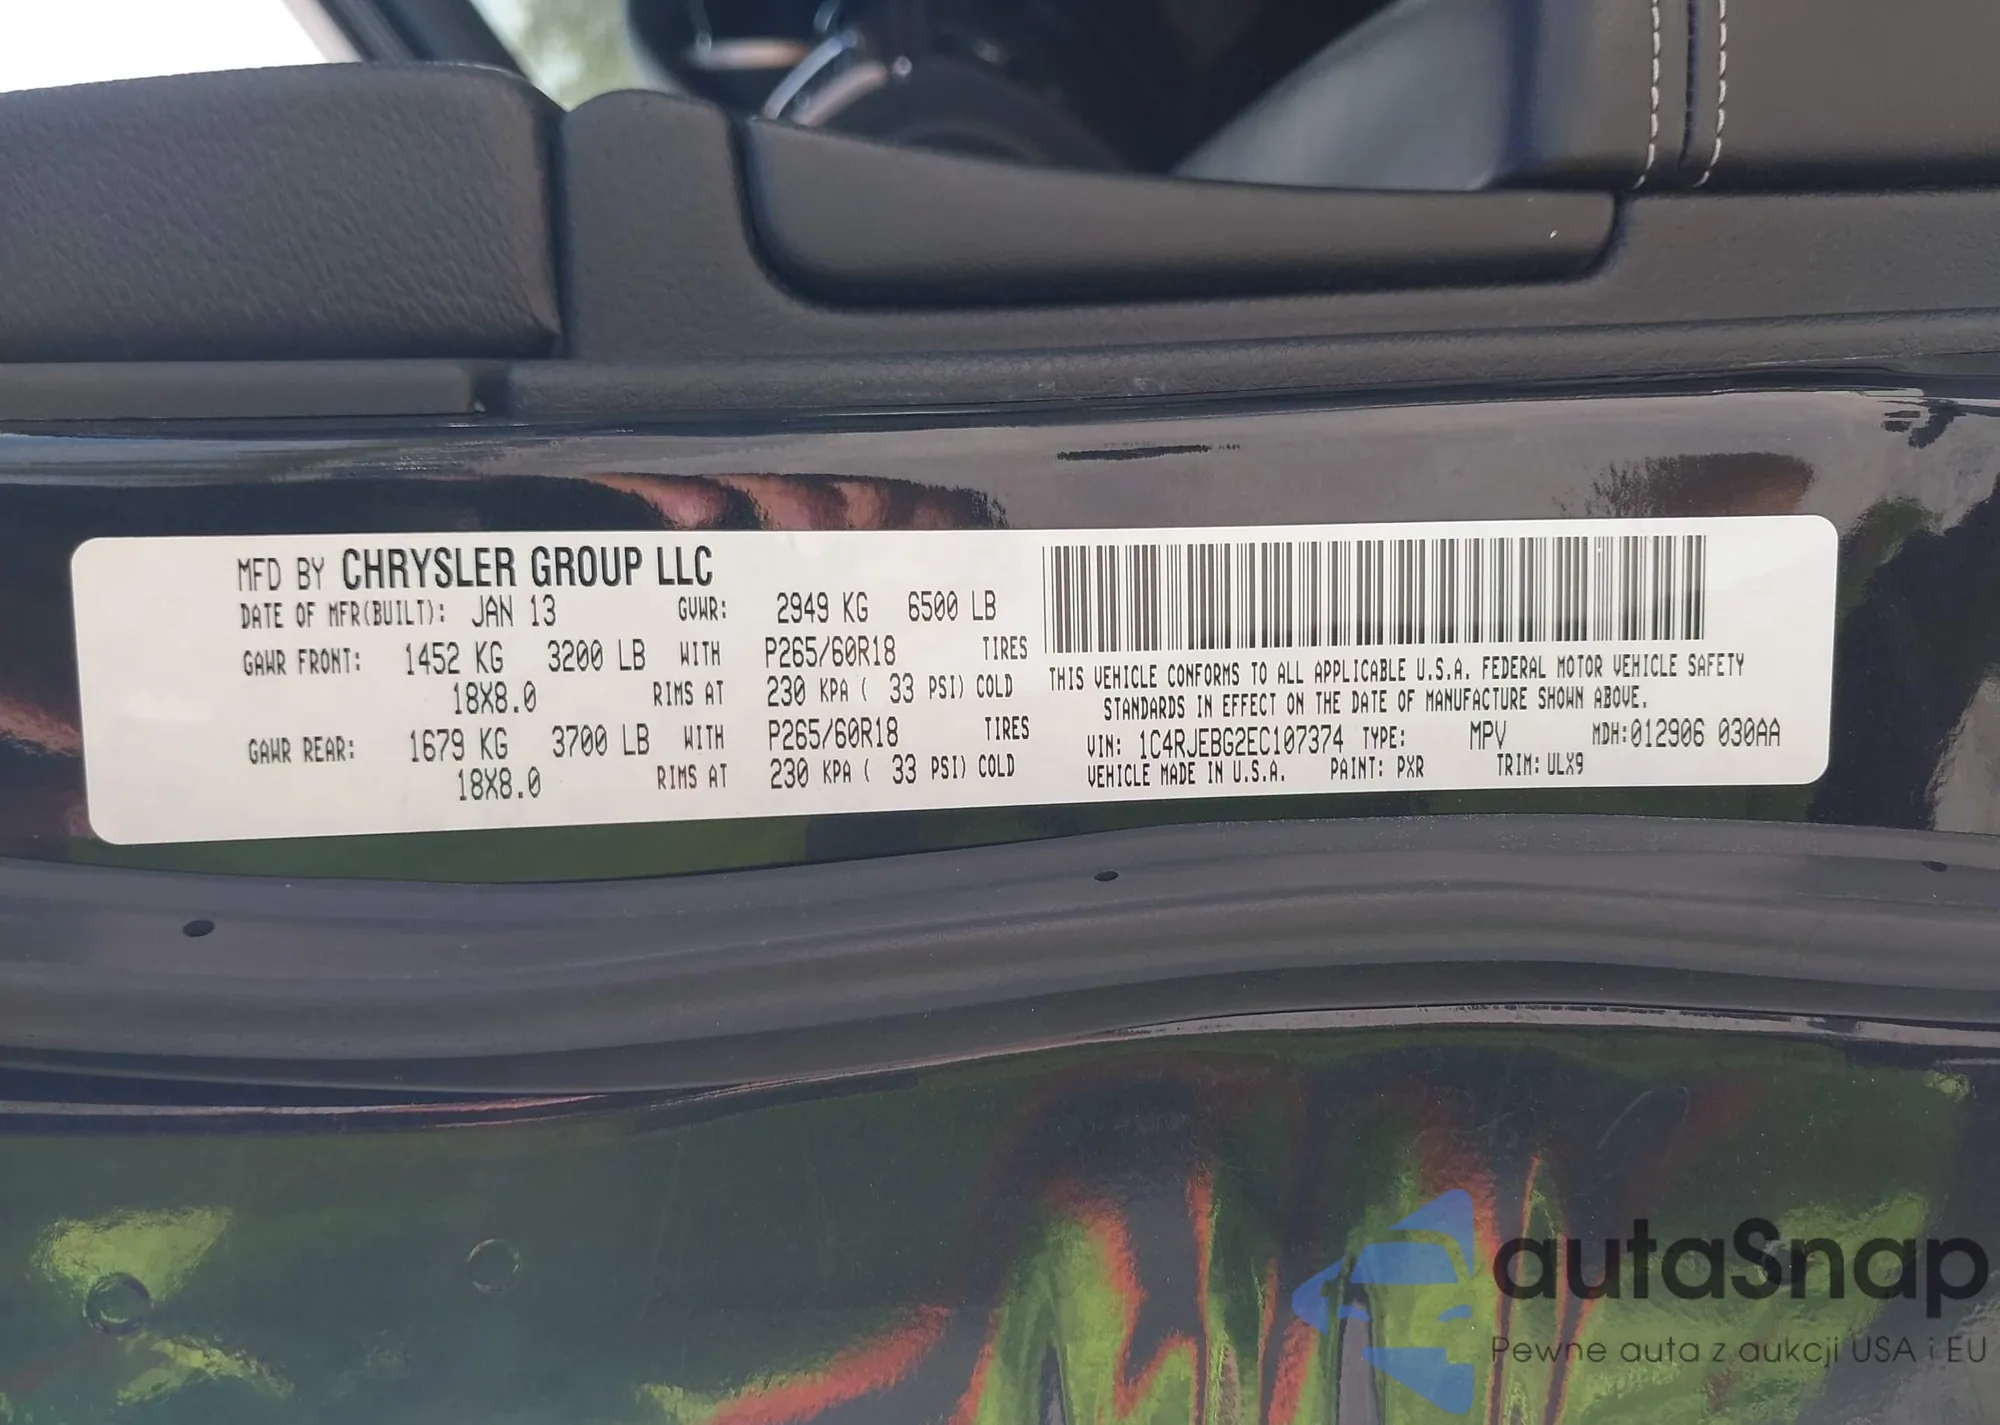 MFD BY CHRYSLER GROUP LLC
DATE OF MFR(BUILT): JAN 13 GVWR: 2949 KG 6500 LB
GAWR FRONT: 1452 KG 3200 LB WITH P265/60R18 TIRES
18X8.0 RIMS AT 230 KPA ( 33 PSI) COLD
GAWR REAR: 1679 KG 3700 LB WITH P265/60R18 TIRES
18X8.0 RIMS AT 230 KPA ( 33 PSI) COLD
THIS VEHICLE CONFORMS TO ALL APPLICABLE U.S.A. FEDERAL MOTOR VEHICLE SAFETY
STANDARDS IN EFFECT ON THE DATE OF MANUFACTURE SHOWN ABOVE.
VIN: 1C4RJEBG2EC107374 TYPE: MPV MDH:012906 030AA
VEHICLE MADE IN U.S.A. PAINT: PXR TRIM: ULX9
autaSnap
Pewne auta z aukcji USA i EU